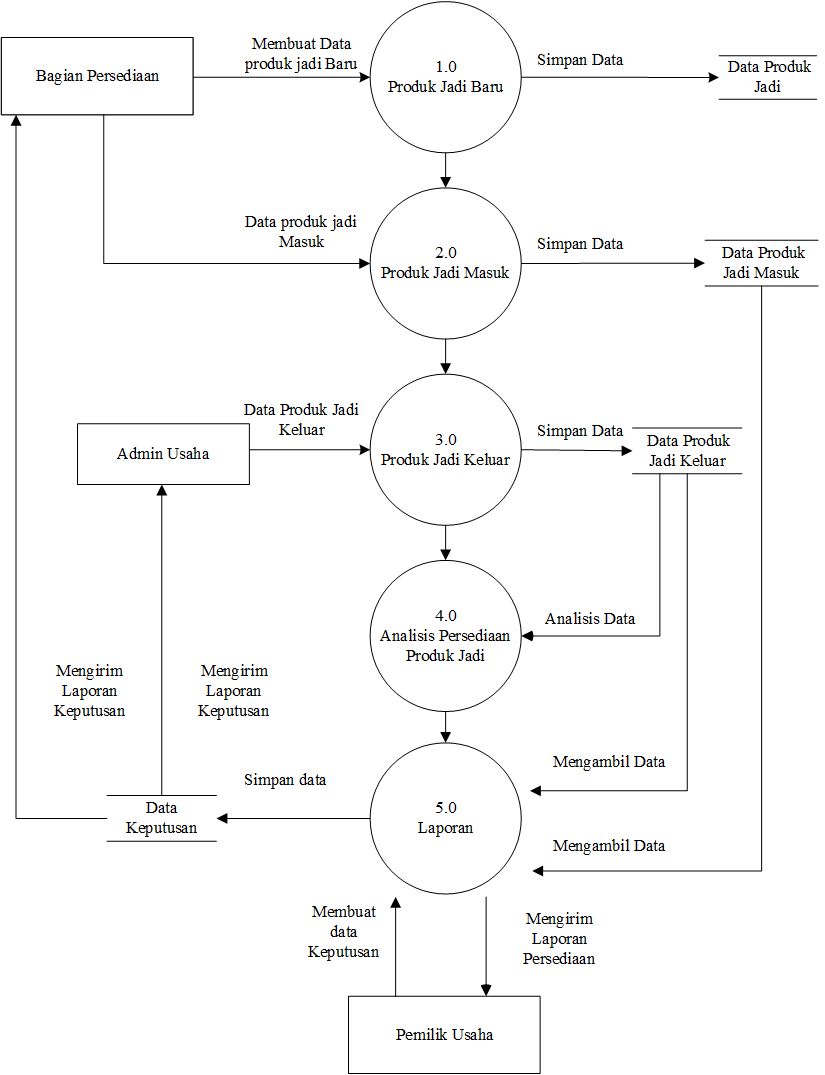 Bagian Persediaan
Membuat Data
produk jadi Baru
1.0
Produk Jadi Baru
Simpan Data
Data Produk
Jadi
Data produk jadi
Masuk
2.0
Produk Jadi Masuk
Simpan Data
Data Produk
Jadi Masuk
Admin Usaha
Data Produk Jadi
Keluar
3.0
Produk Jadi Keluar
Simpan Data
Data Produk
Jadi Keluar
4.0
Analisis Persediaan
Produk Jadi
Analisis Data
Mengirim
Laporan
Keputusan
Mengirim
Laporan
Keputusan
Mengambil Data
Simpan data
Data
Keputusan
5.0
Laporan
Mengambil Data
Membuat
data
Keputusan
Mengirim
Laporan
Persediaan
Pemilik Usaha